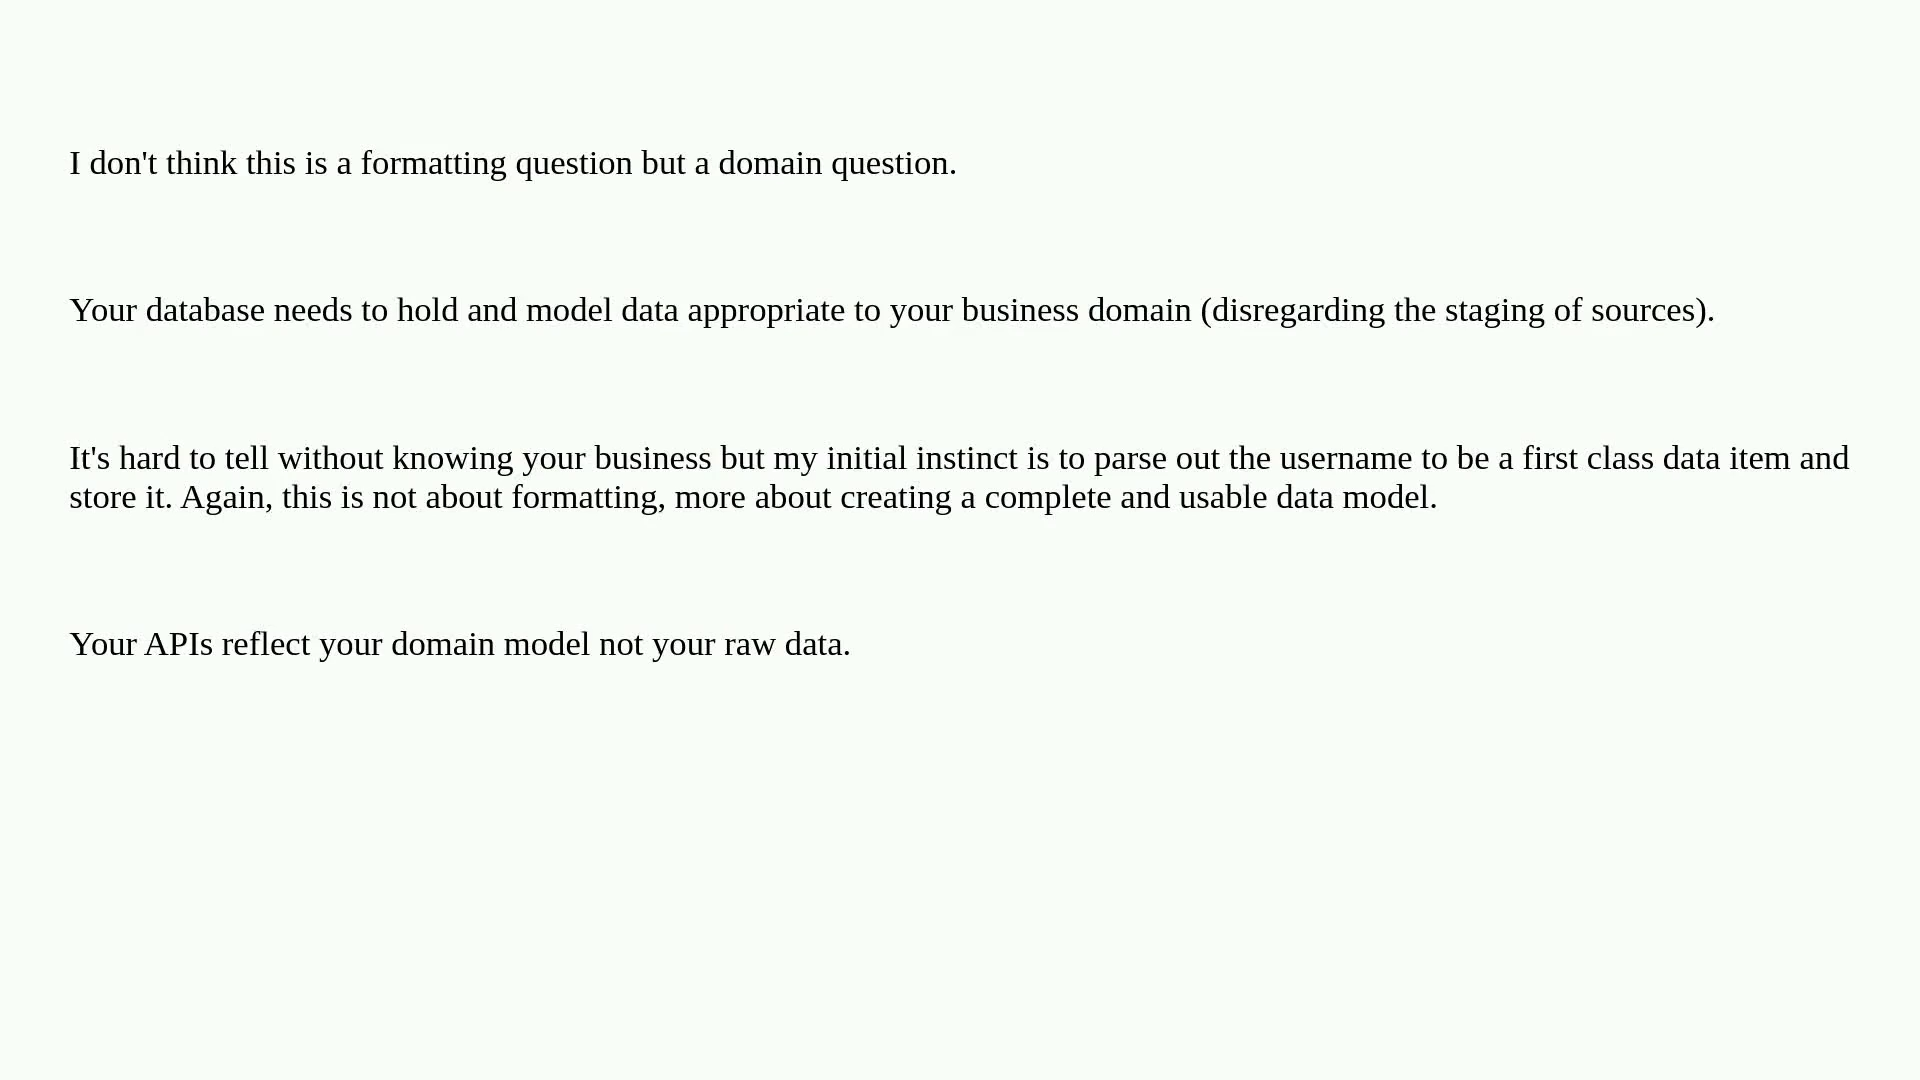 I don't think this is a formatting question but a domain question.
Your database needs to hold and model data appropriate to your business domain (disregarding the staging of sources).
It's hard to tell without knowing your business but my initial instinct is to parse out the username to be a first class data item and
store it. Again, this is not about formatting, more about creating a complete and usable data model.
Your APIs reflect your domain model not your raw data.